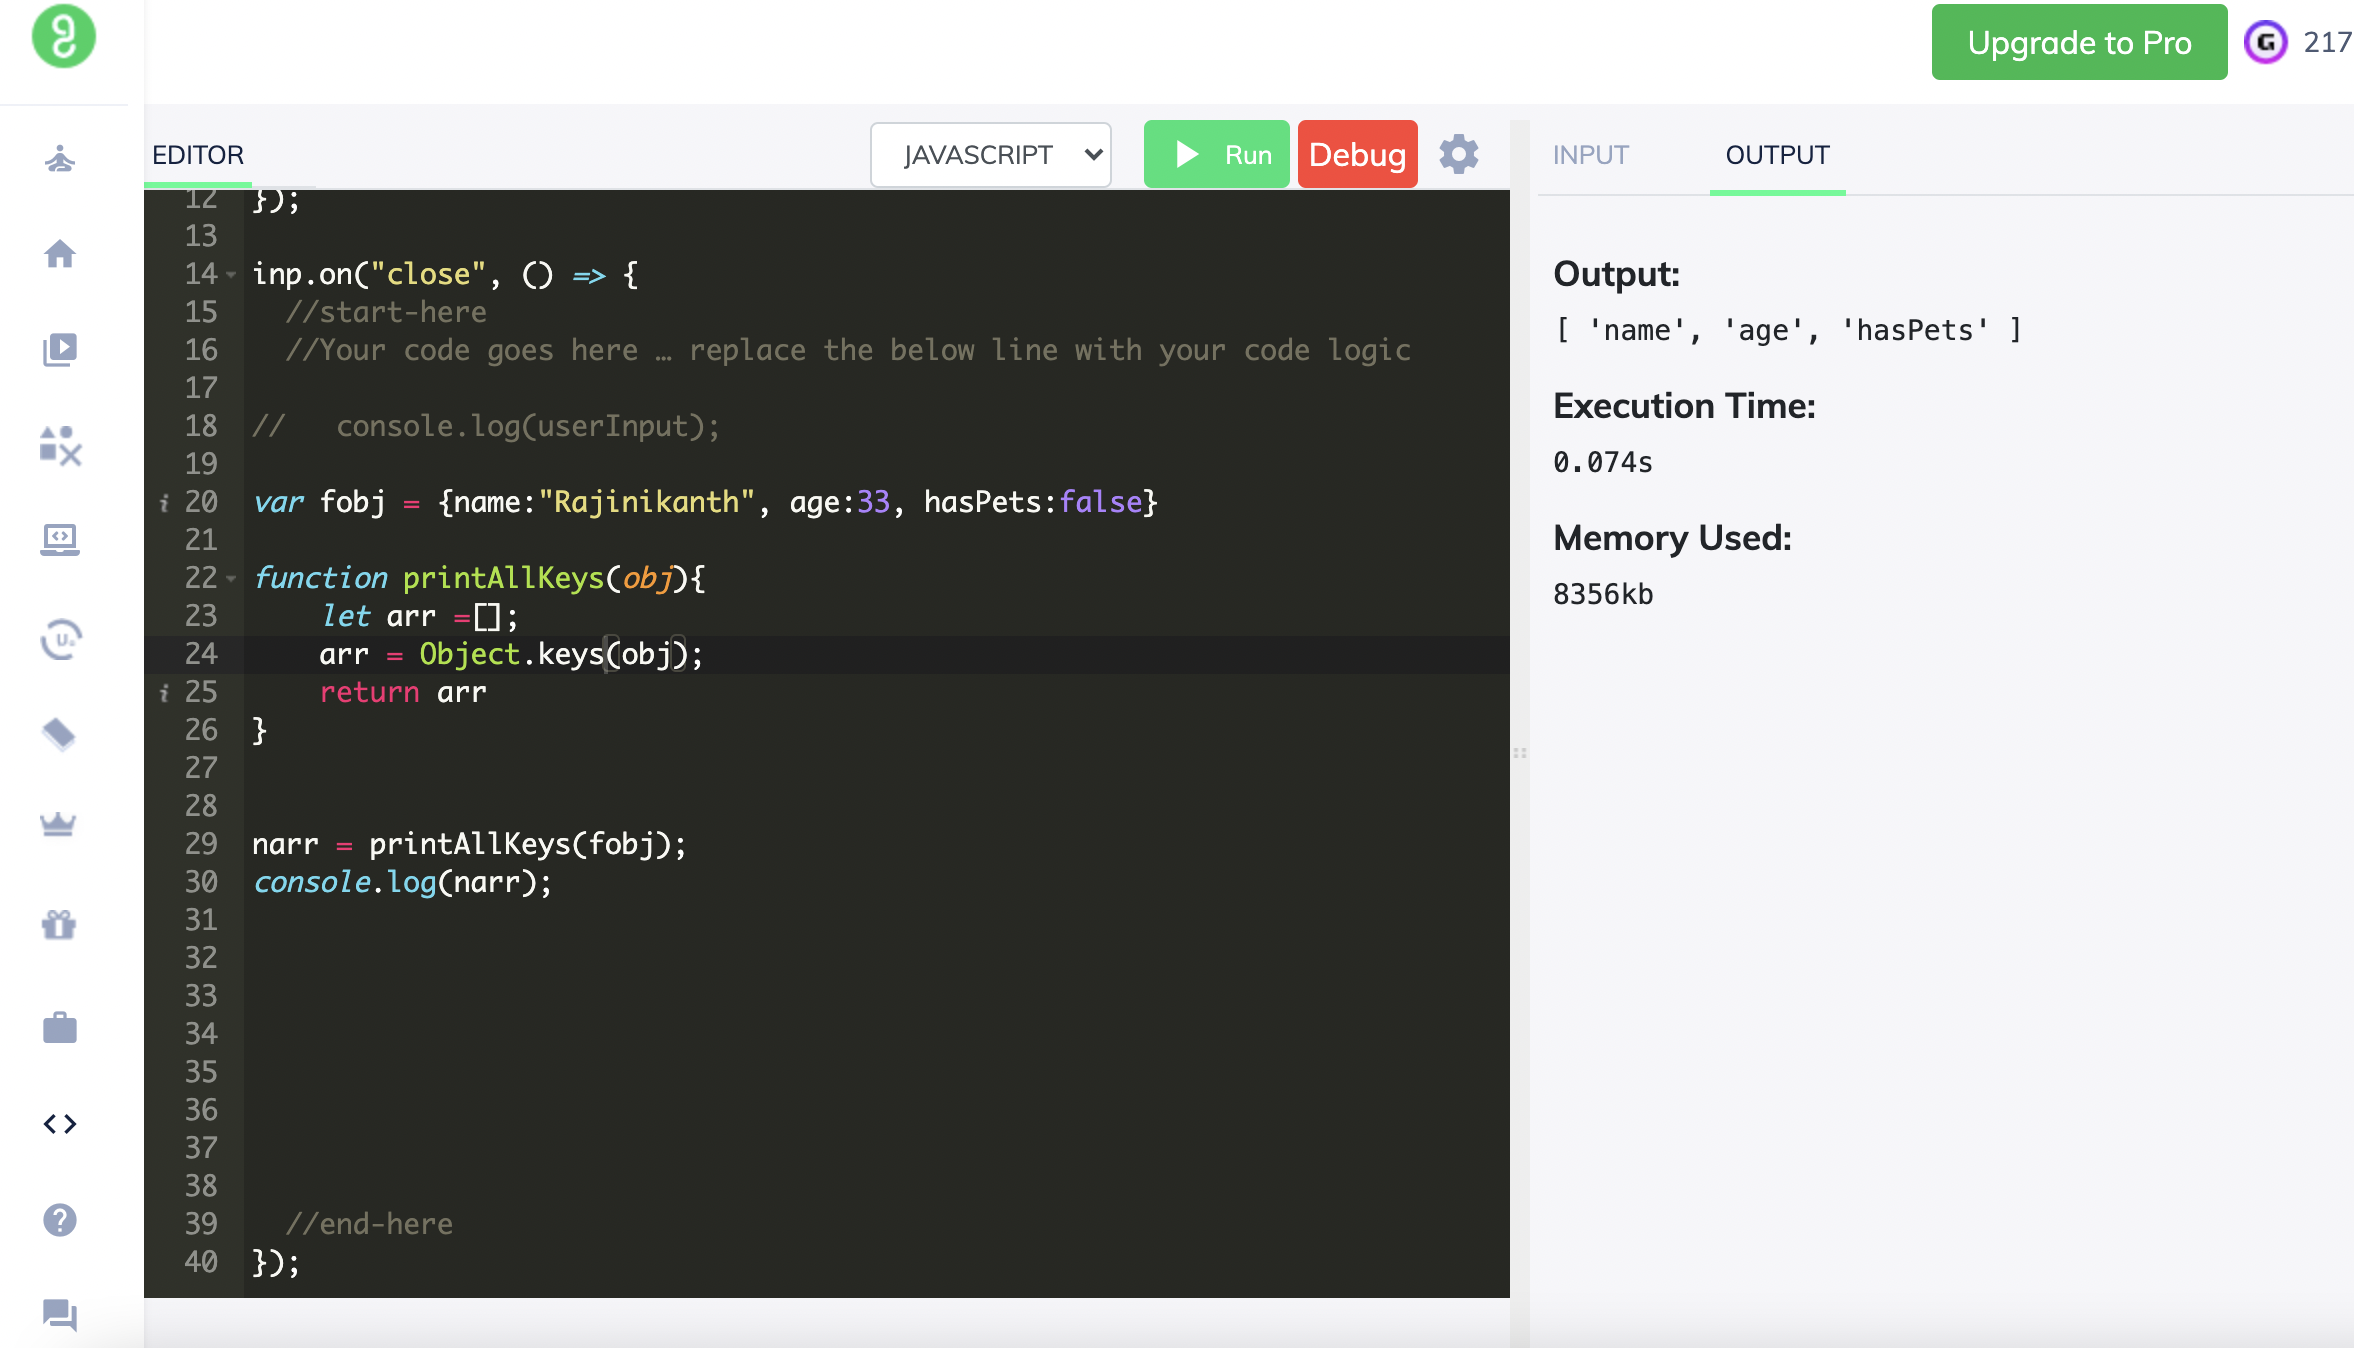 Upgrade to Pro
G 217
EDITOR
JAVASCRIPT
Run
Debug
INPUT
OUTPUT
12 });
13
14 inp.on("close", () => {
15 //start-here
16 //Your code goes here … replace the below line with your code logic
17
18 // console.log(userInput);
19
20 var fobj = {name:"Rajinikanth", age:33, hasPets:false}
21
22 function printAllKeys(obj){
23 let arr =[];
24 arr = Object.keys(obj);
25 return arr
26 }
27
28
29 narr = printAllKeys(fobj);
30 console.log(narr);
31
32
33
34
35
36
37
38
39 //end-here
40 });
Output:
[ 'name', 'age', 'hasPets' ]
Execution Time:
0.074s
Memory Used:
8356kb